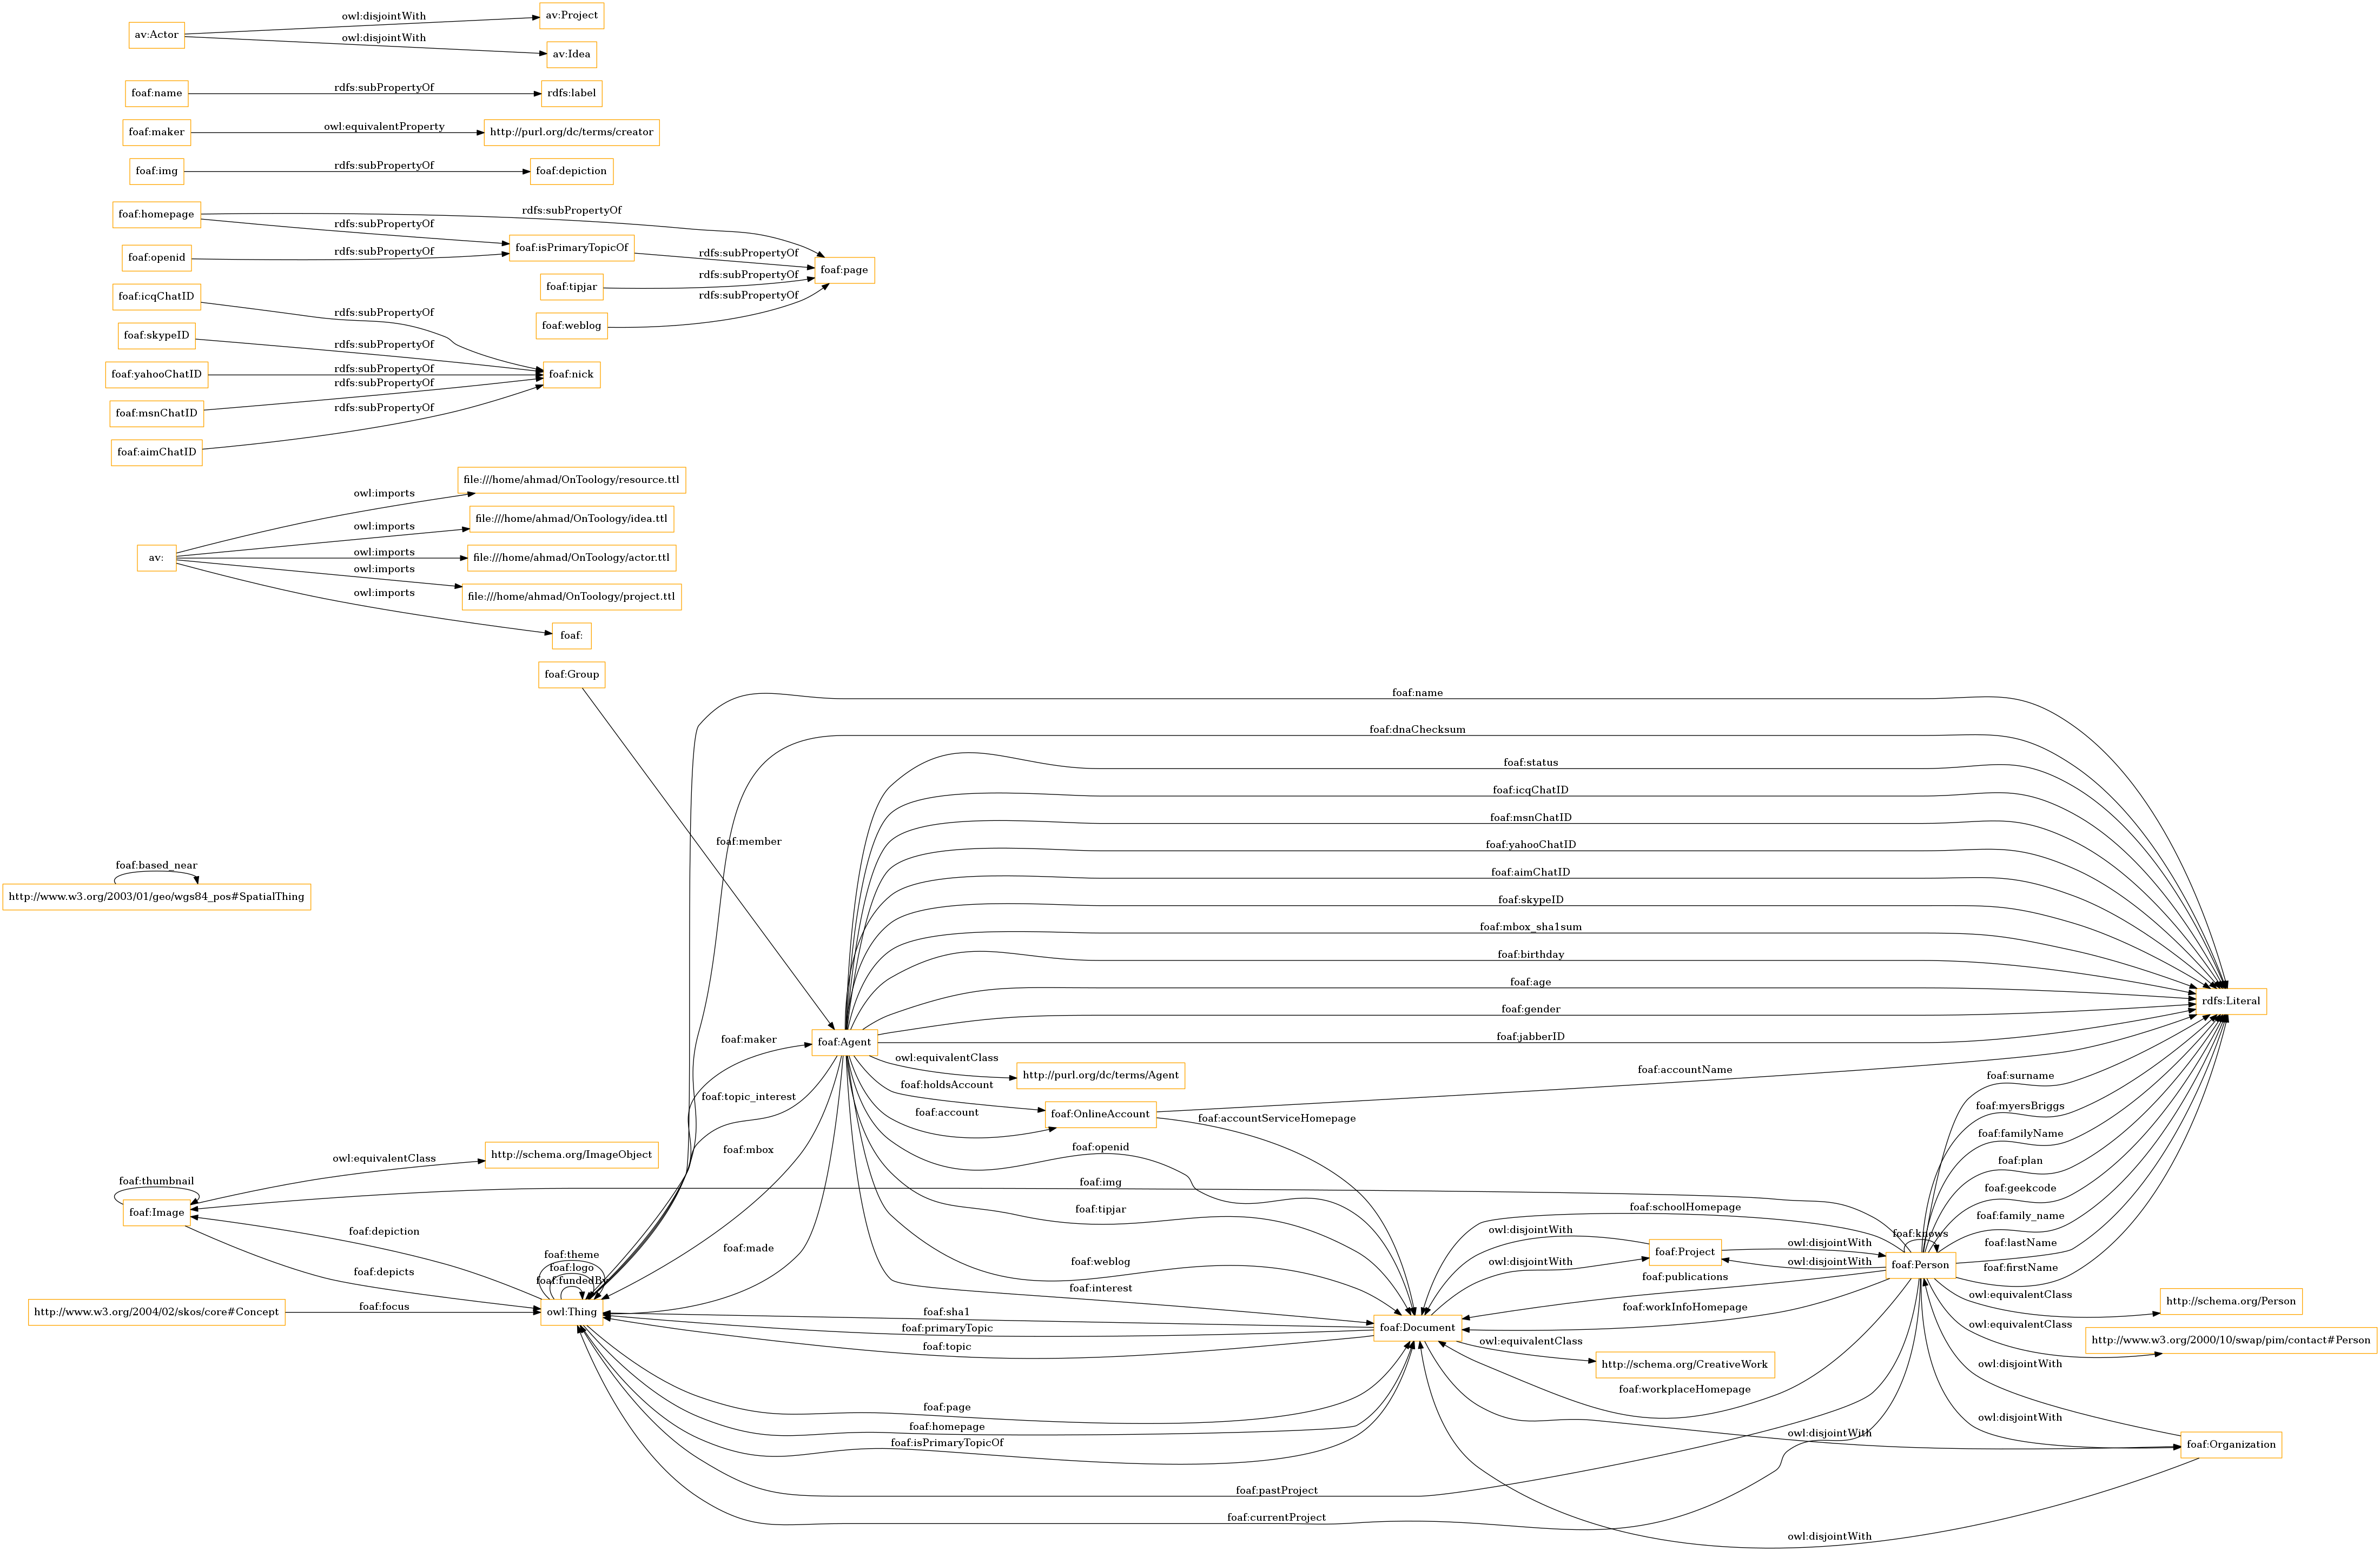 owl:disjointWith
av:Project
av:Actor
owl:disjointWith
av:Idea
foaf:name
rdfs:subPropertyOf
rdfs:label
foaf:maker
owl:equivalentProperty
http://purl.org/dc/terms/creator
foaf:img
rdfs:subPropertyOf
foaf:depiction
foaf:homepage
rdfs:subPropertyOf
rdfs:subPropertyOf
foaf:isPrimaryTopicOf
foaf:openid
rdfs:subPropertyOf
rdfs:subPropertyOf
foaf:page
foaf:tipjar
rdfs:subPropertyOf
foaf:weblog
rdfs:subPropertyOf
foaf:icqChatID
rdfs:subPropertyOf
foaf:skypeID
rdfs:subPropertyOf
foaf:yahooChatID
rdfs:subPropertyOf
foaf:nick
foaf:msnChatID
rdfs:subPropertyOf
foaf:aimChatID
rdfs:subPropertyOf
file:///home/ahmad/OnToology/resource.ttl
owl:imports
file:///home/ahmad/OnToology/idea.ttl
owl:imports
av:
owl:imports
file:///home/ahmad/OnToology/actor.ttl
owl:imports
file:///home/ahmad/OnToology/project.ttl
owl:imports
foaf:
foaf:Group
foaf:name
foaf:dnaChecksum
foaf:status
foaf:icqChatID
foaf:msnChatID
foaf:member
foaf:yahooChatID
foaf:based_near
http://www.w3.org/2003/01/geo/wgs84_pos#SpatialThing
foaf:aimChatID
foaf:skypeID
foaf:mbox_sha1sum
foaf:birthday
foaf:age
rdfs:Literal
foaf:gender
foaf:jabberID
foaf:maker
foaf:Agent
owl:equivalentClass
http://purl.org/dc/terms/Agent
foaf:holdsAccount
foaf:accountName
foaf:topic_interest
foaf:account
foaf:OnlineAccount
foaf:accountServiceHomepage
foaf:surname
foaf:myersBriggs
foaf:familyName
foaf:mbox
foaf:openid
foaf:plan
owl:equivalentClass
http://schema.org/ImageObject
foaf:thumbnail
foaf:img
foaf:geekcode
foaf:Image
foaf:tipjar
foaf:schoolHomepage
foaf:family_name
foaf:depiction
foaf:made
owl:disjointWith
foaf:Project
owl:disjointWith
foaf:knows
foaf:lastName
foaf:theme
foaf:logo
foaf:fundedBy
foaf:depicts
foaf:weblog
owl:disjointWith
owl:disjointWith
foaf:Person
foaf:firstName
foaf:interest
foaf:publications
owl:equivalentClass
http://schema.org/Person
http://www.w3.org/2004/02/skos/core#Concept
foaf:focus
owl:Thing
foaf:sha1
foaf:workInfoHomepage
foaf:primaryTopic
foaf:Document
owl:equivalentClass
http://www.w3.org/2000/10/swap/pim/contact#Person
foaf:topic
owl:equivalentClass
http://schema.org/CreativeWork
owl:disjointWith
foaf:workplaceHomepage
foaf:page
foaf:homepage
foaf:isPrimaryTopicOf
owl:disjointWith
owl:disjointWith
foaf:Organization
foaf:pastProject
foaf:currentProject
owl:disjointWith